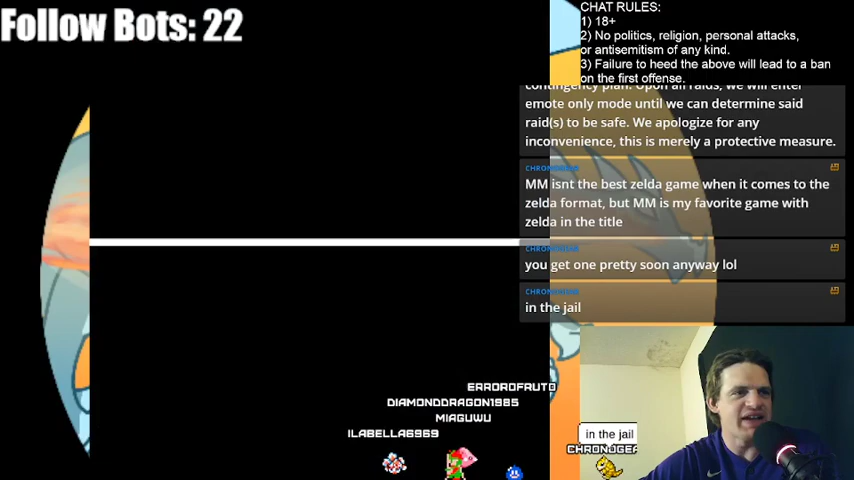 Follow Bots: 22
CHAT RULES:
1) 18+
2) No politics, religion, personal attacks,
or antisemitism of any kind.
3) Failure to heed the above will lead to a ban
on the first offense.
contingency plan. Upon all raids, we will enter
emote only mode until we can determine said
raid(s) to be safe. We apologize for any
inconvenience, this is merely a protective measure.
MM isnt the best zelda game when it comes to the
zelda format, but MM is my favorite game with
zelda in the title
you get one pretty soon anyway lol
in the jail
ERROROFRUTO
DIAMONDDRAGON1985
MIAGUWU
ILABELLA6969
in the jail
CHRONOGEAR